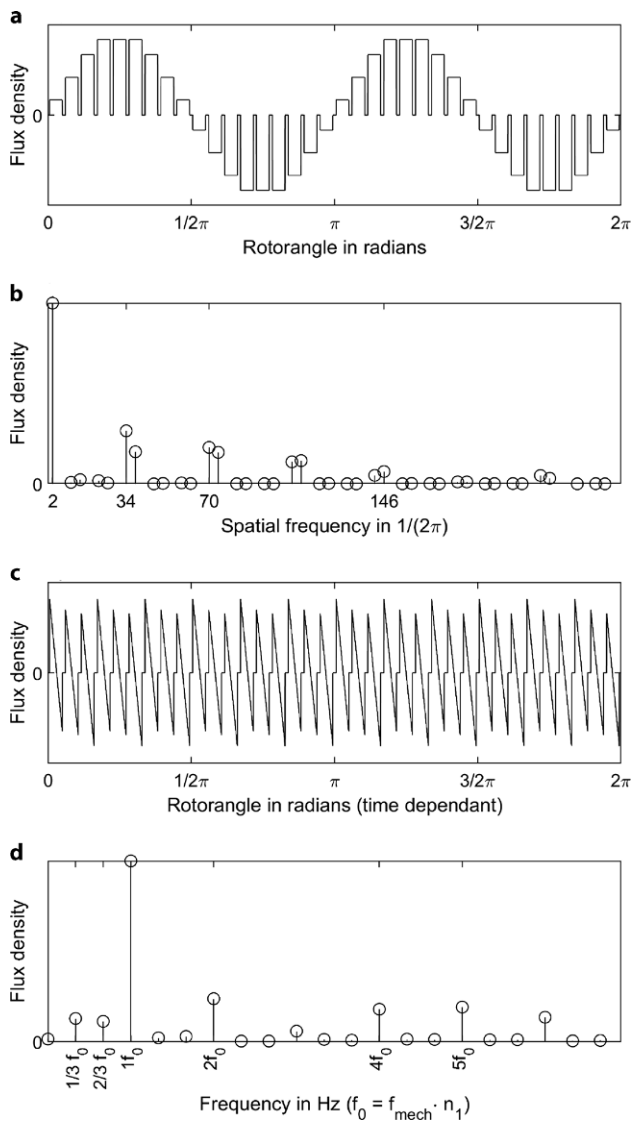 a
Flux density
0
0 1/2π π 3/2π 2π
Rotorangle in radians
b
Flux density
0
2 34 70 146
Spatial frequency in 1/(2π)
c
Flux density
0
0 1/2π π 3/2π 2π
Rotorangle in radians (time dependant)
d
Flux density
0
1/3 f₀ 2/3 f₀ 1f₀ 2f₀ 4f₀ 5f₀
Frequency in Hz (f₀ = f_mech · n₁)